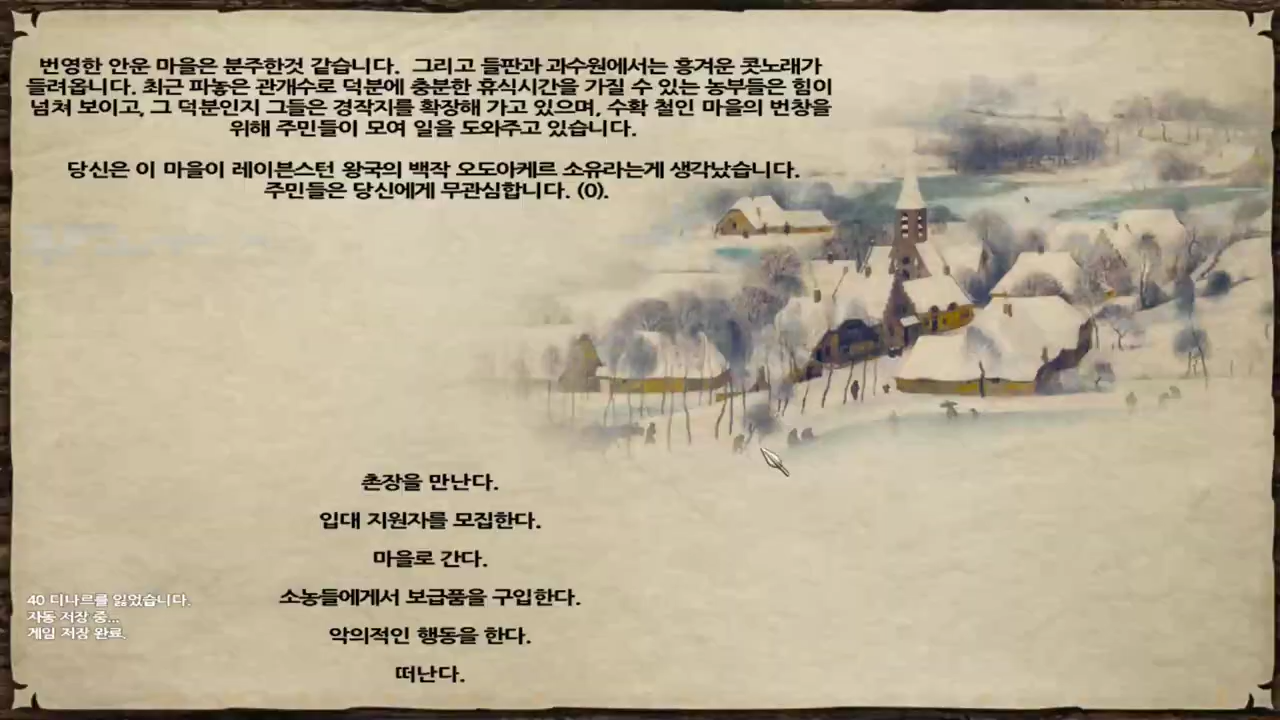 번영한 안운 마을은 분주한것 같습니다. 그리고 들판과 과수원에서는 흥겨운 콧노래가
들려옵니다. 최근 파놓은 관개수로 덕분에 충분한 휴식시간을 가질 수 있는 농부들은 힘이
넘쳐 보이고, 그 덕분인지 그들은 경작지를 확장해 가고 있으며, 수확 철인 마을의 번창을
위해 주민들이 모여 일을 도와주고 있습니다.
당신은 이 마을이 레이븐스턴 왕국의 백작 오도아케르 소유라는게 생각났습니다.
주민들은 당신에게 무관심합니다. (0).
촌장을 만난다.
입대 지원자를 모집한다.
마을로 간다.
소농들에게서 보급품을 구입한다.
악의적인 행동을 한다.
떠난다.
40 디나르를 잃었습니다.
자동 저장 중...
게임 저장 완료.